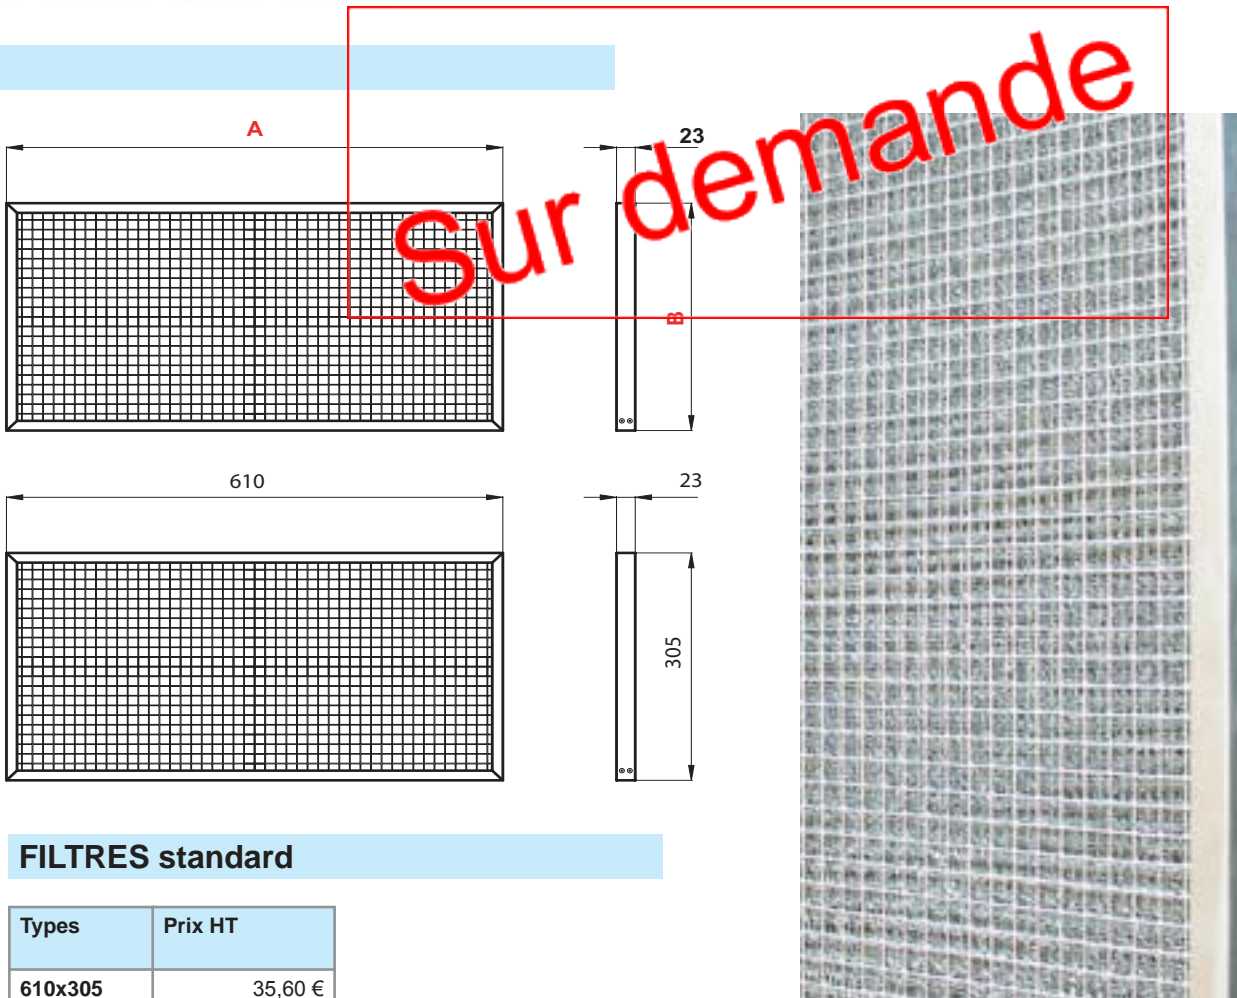 Sur demande
A
23
B
610
23
305
FILTRES standard
Types Prix HT
610x305 35,60 €